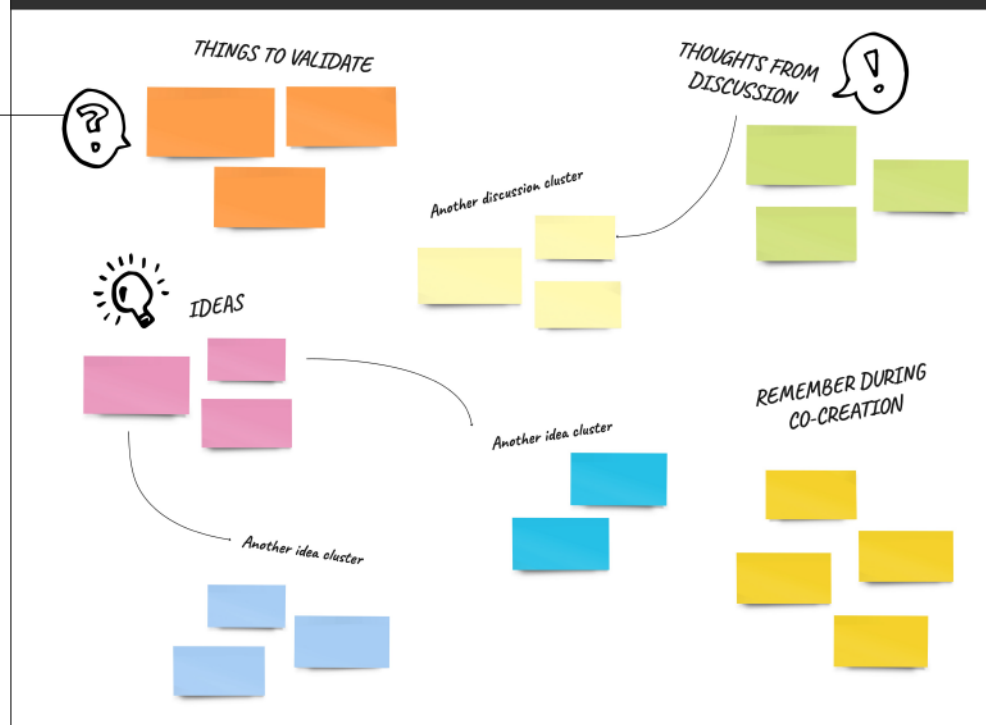 THINGS TO VALIDATE
THOUGHTS FROM
DISCUSSION
Another discussion cluster
IDEAS
REMEMBER DURING
CO-CREATION
Another idea cluster
Another idea cluster